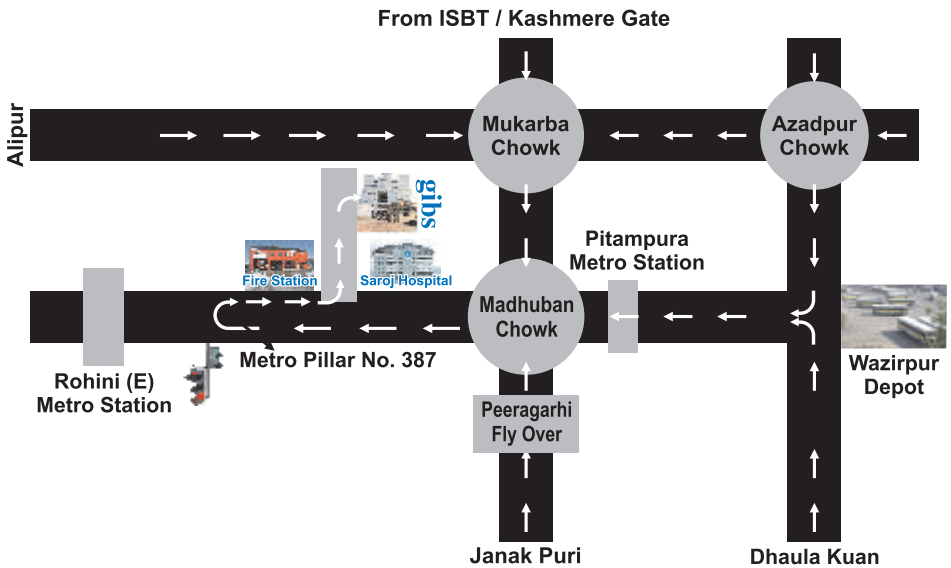 From ISBT / Kashmere Gate
Alipur
Mukarba
Chowk
Azadpur
Chowk
gibs
Pitampura
Metro Station
Fire Station
Saroj Hospital
Madhuban
Chowk
Metro Pillar No. 387
Wazirpur
Depot
Rohini (E)
Metro Station
Peeragarhi
Fly Over
Janak Puri
Dhaula Kuan